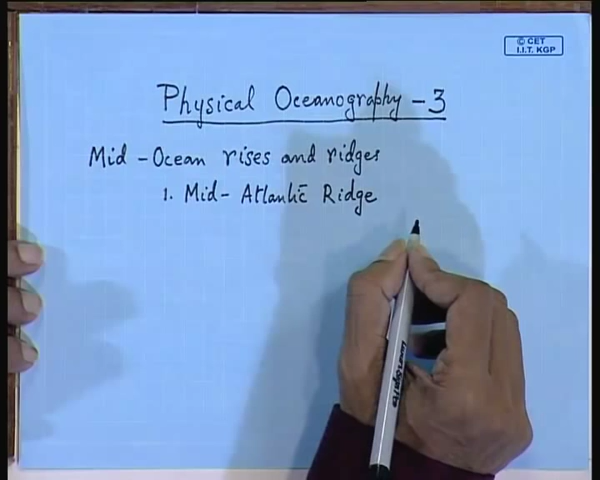 © CET
I.I.T. KGP
Physical Oceanography - 3
Mid - Ocean rises and ridges
1. Mid - Atlantic Ridge